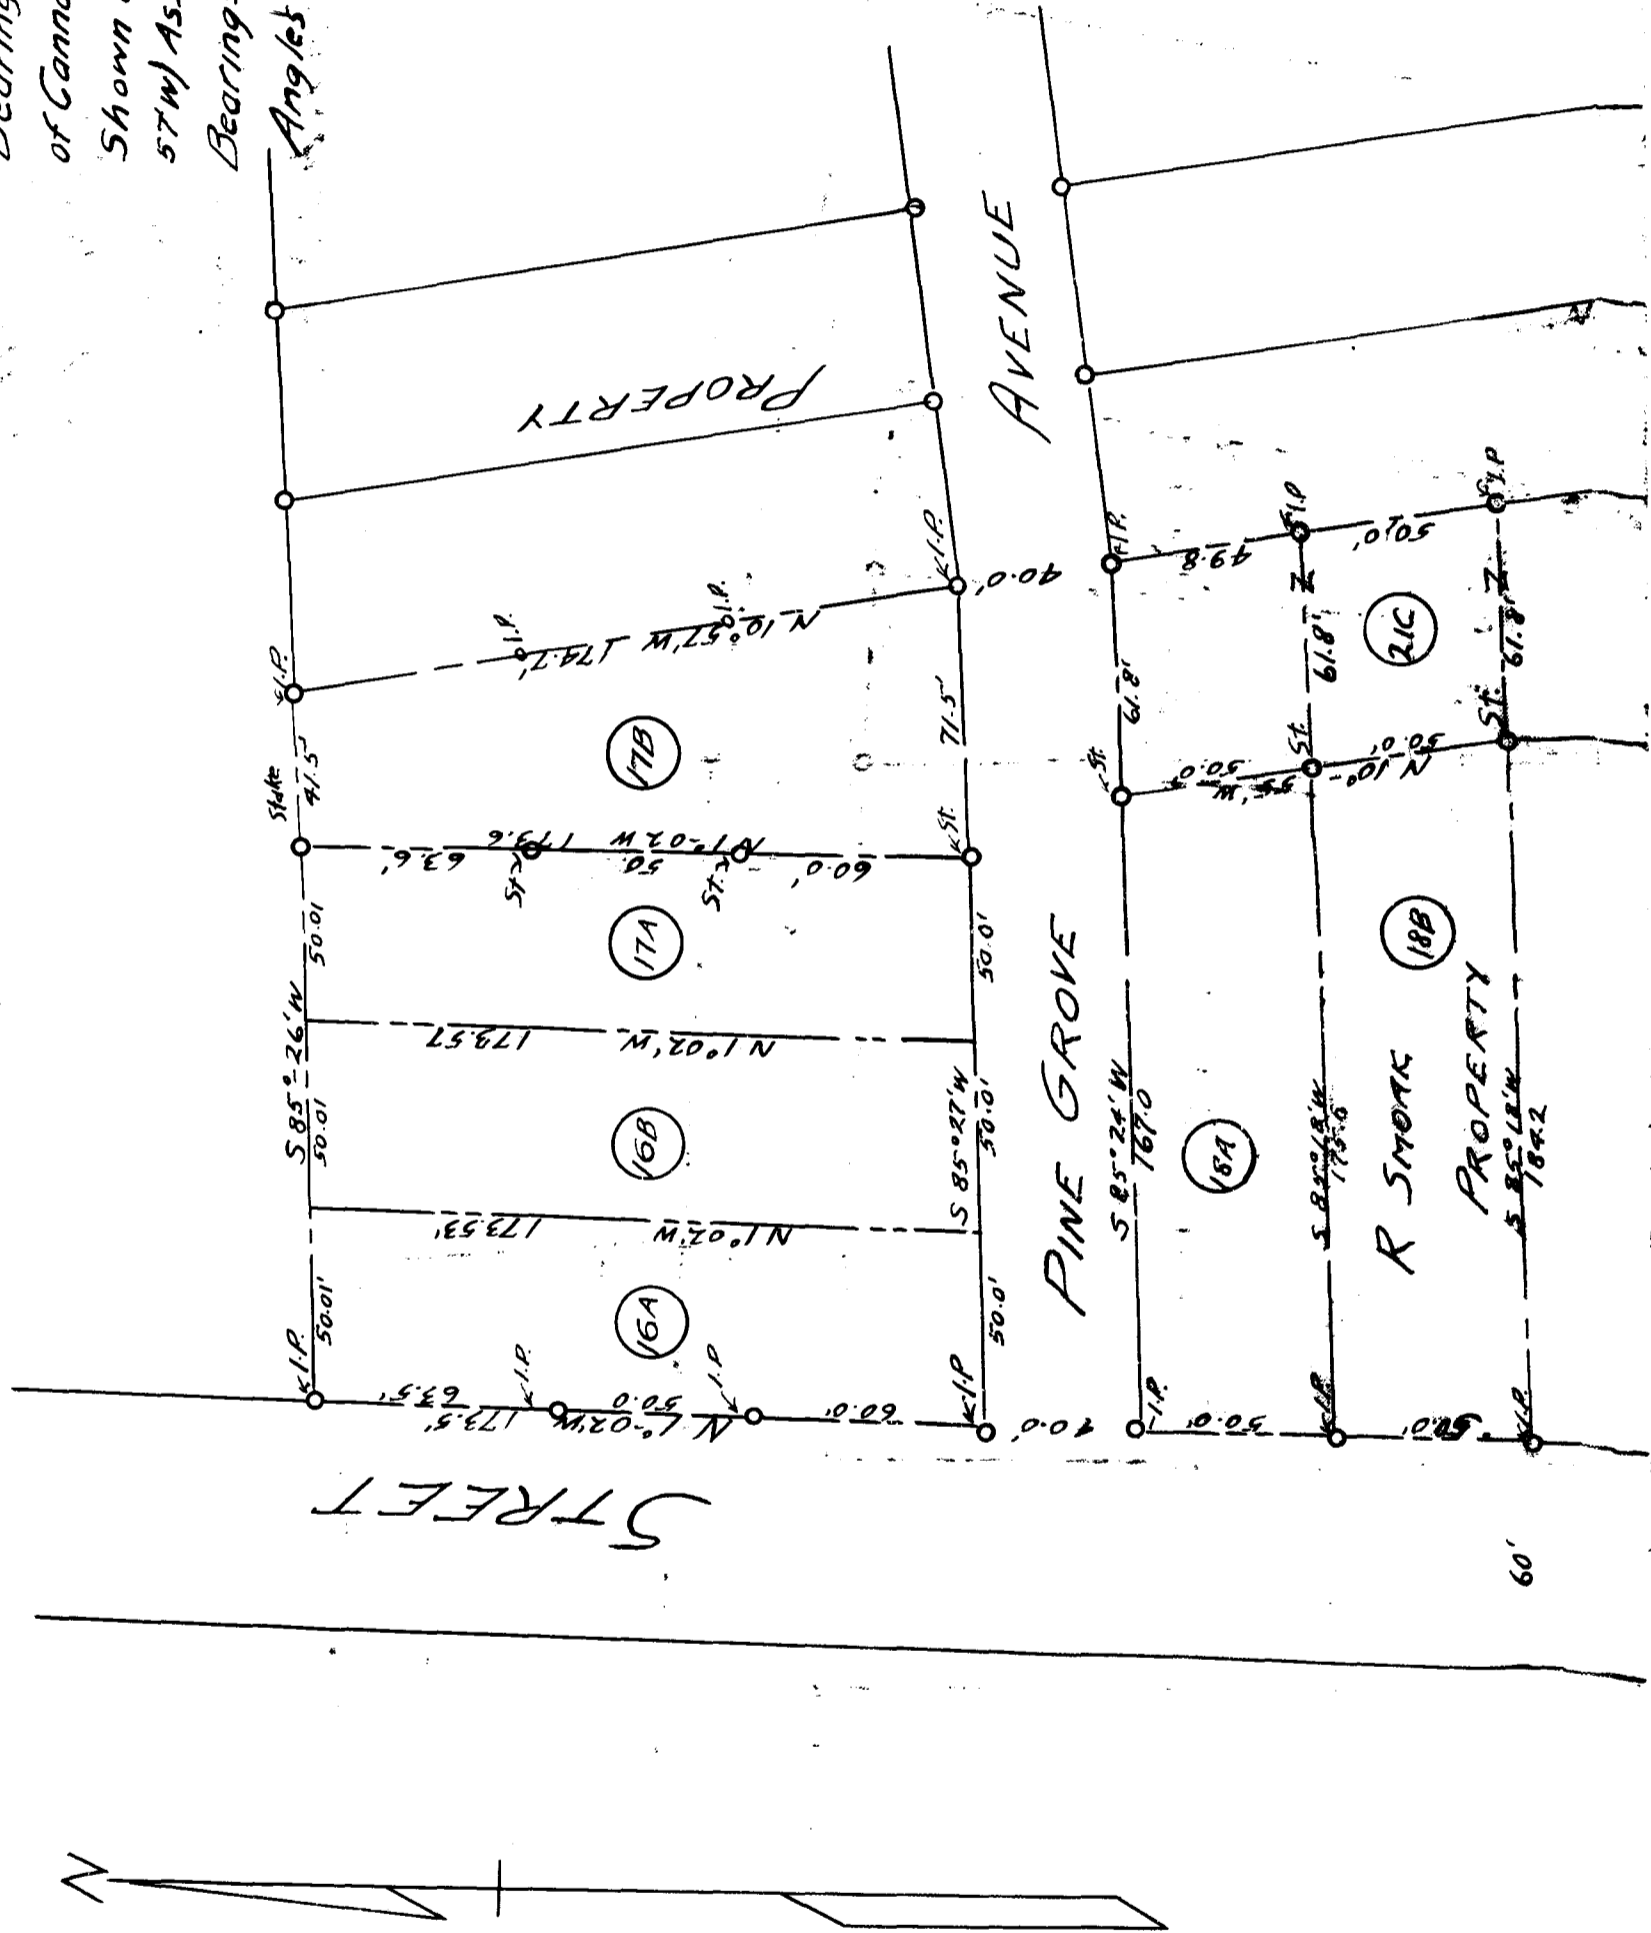 of
Shown
57'W)
Bearing
Angles
PROPERTY
AVENUE
PINE GROVE
STREET
N
I.P.
Stake
41.5'
50.01
S 85°-26'W
50.01
I.P.
50.01'
I.P.
N 10°57'W 174.7'
I.P.
I.P.
17B
63.6'
N 1°-02 W 173.6
50
60.0'
St.
St.
17A
N 1°02'W 173.57
16B
N 1°02'W 173.53'
16A
63.5'
N 1°-02'W 173.5'
50.0
60.0'
I.P.
I.P.
71.5'
St.
50.0'
S 85°27'W
50.0'
50.0'
I.P
40.0'
40.0'
I.P.
61.8'
St.
S 85°24'W
167.0
I.P.
49.8
50.0'
I.P
I.P
50.0
N 10°-55'W
50.0'
61.8'
St.
21C
61.8'
St.
18A
S 85°18'W
18B
R SMOAK
PROPERTY
S 85°18'W
184.2
50.0'
I.P.
50.0'
I.P.
60'